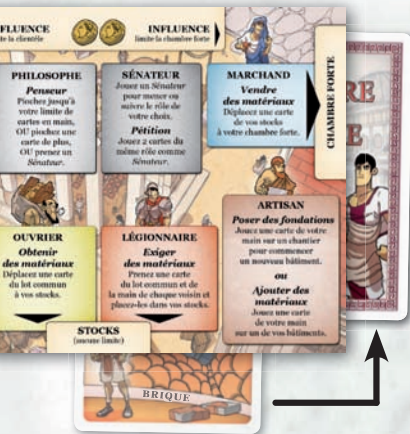 FLUENCE
te la clientèle
INFLUENCE
limite la chambre forte
PHILOSOPHE
Penseur
Piochez jusqu'à
votre limite de
cartes en main,
OU piochez une
carte de plus,
OU prenez un
Sénateur.
SÉNATEUR
Jouez un Sénateur
pour mener ou
suivre le rôle de
votre choix.
Pétition
Jouez 2 cartes du
même rôle comme
Sénateur.
MARCHAND
Vendre
des matériaux
Déplacez une carte
de vos stocks
à votre chambre forte.
CHAMBRE FORTE
RE
E
OUVRIER
Obtenir
des matériaux
Déplacez une carte
du lot commun
à vos stocks.
LÉGIONNAIRE
Exiger
des matériaux
Prenez une carte
du lot commun et de
la main de chaque voisin et
placez-les dans vos stocks.
ARTISAN
Poser des fondations
Jouez une carte de votre
main sur un chantier
pour commencer
un nouveau bâtiment.
ou
Ajouter des
matériaux
Jouez une carte
de votre main
sur un de vos bâtiments.
STOCKS
(aucune limite)
BRIQUE